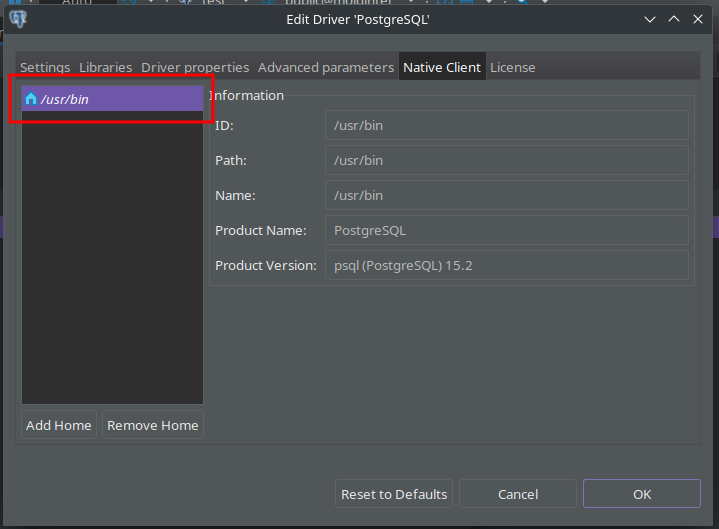 Auto
Edit Driver 'PostgreSQL'
Settings Libraries Driver properties Advanced parameters Native Client License
/usr/bin
Information
ID: /usr/bin
Path: /usr/bin
Name: /usr/bin
Product Name: PostgreSQL
Product Version: psql (PostgreSQL) 15.2
Add Home Remove Home
Reset to Defaults Cancel OK